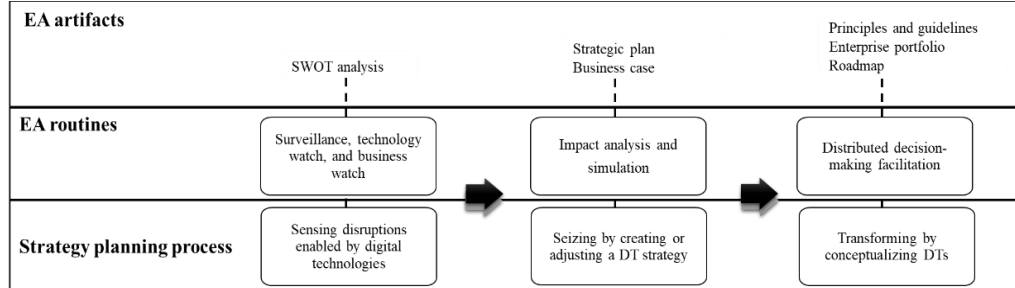 EA artifacts
SWOT analysis
Strategic plan
Business case
Principles and guidelines
Enterprise portfolio
Roadmap
EA routines
Surveillance, technology
watch, and business
watch
Impact analysis and
simulation
Distributed decision-
making facilitation
Strategy planning process
Sensing disruptions
enabled by digital
technologies
Seizing by creating or
adjusting a DT strategy
Transforming by
conceptualizing DTs